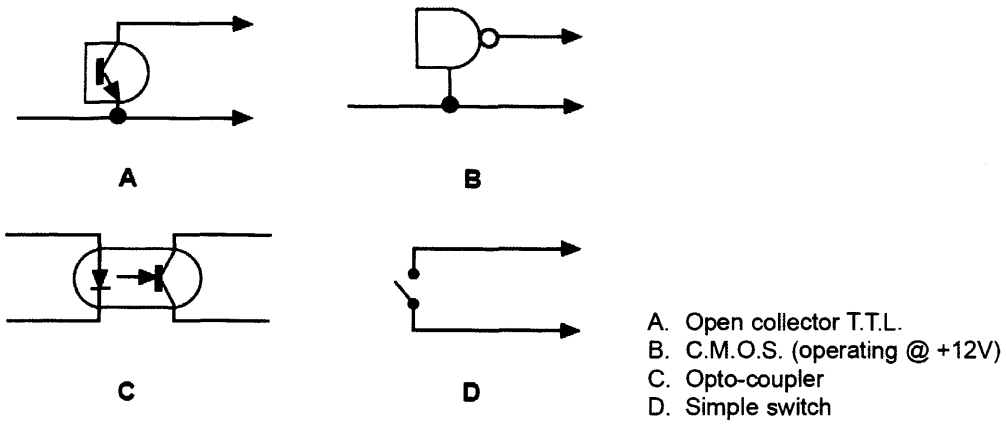 A
B
C
D
A. Open collector T.T.L.
B. C.M.O.S. (operating @ +12V)
C. Opto-coupler
D. Simple switch